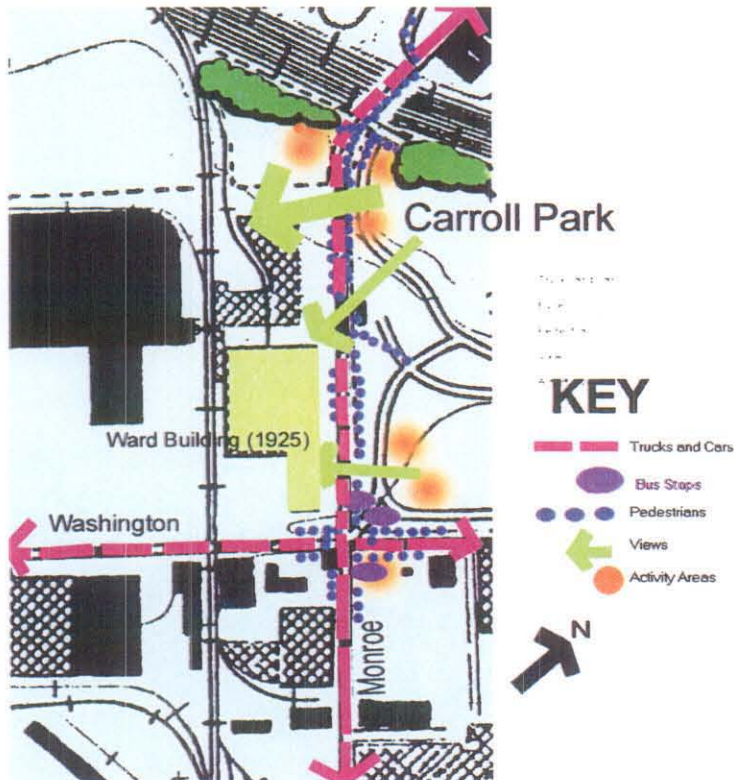 Carroll Park
KEY
Ward Building (1925)
Trucks and Cars
Bus Stops
Pedestrians
Washington
Views
Activity Areas
N
Monroe